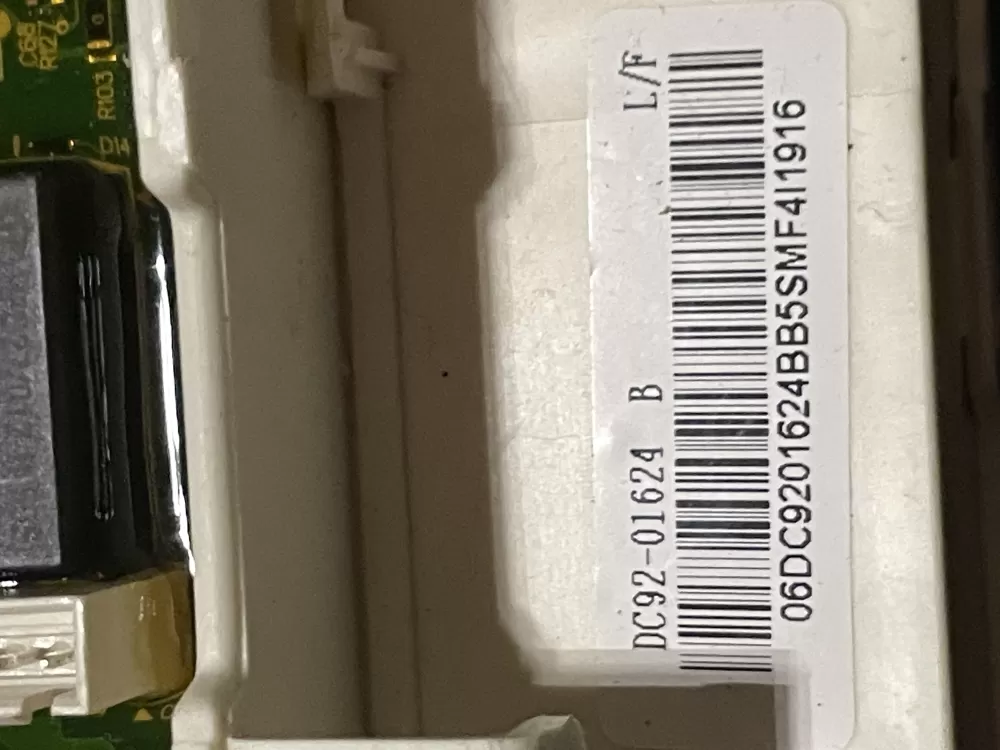 DC92-01624 B L/F
06DC9201624BB5SMF4I1916
C68
R127
R103
D14